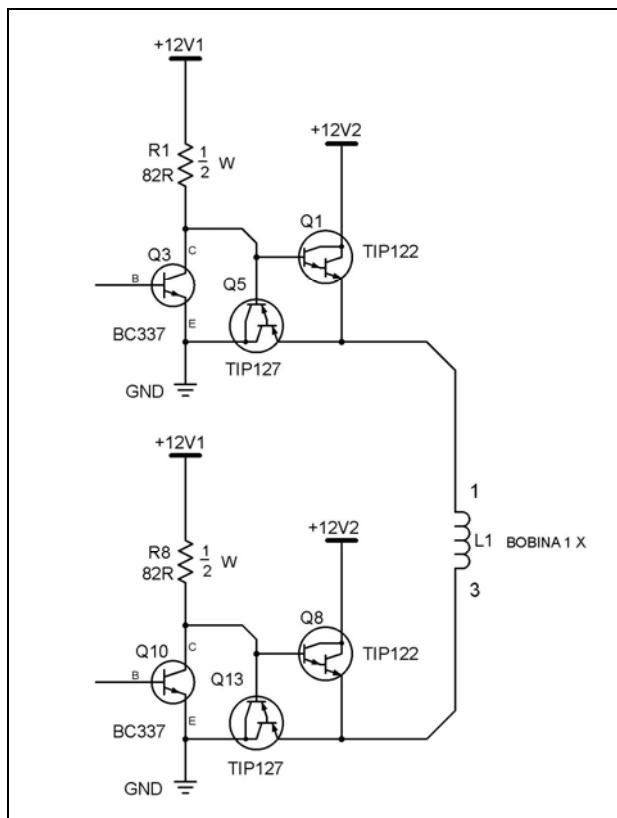 +12V1
+12V2
R1 1/2 W
82R
Q1
Q3
C
TIP122
Q5
B
E
BC337
TIP127
GND
+12V1
1
+12V2
L1 BOBINA 1 X
R8 1/2 W
82R
3
Q8
Q10
C
TIP122
Q13
B
E
BC337
TIP127
GND